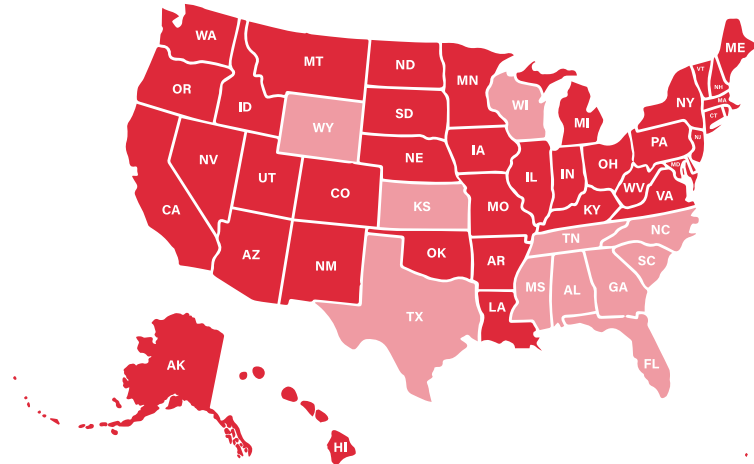 WA
ME
MT
ND
VT
MN
OR
NH
ID
WI
MA
SD
NY
CT
WY
MI
NJ
PA
IA
NE
OH
MD
NV
IL
IN
UT
WV
CO
VA
MO
KS
KY
CA
NC
TN
OK
AZ
AR
SC
NM
MS
AL
GA
LA
TX
FL
AK
HI